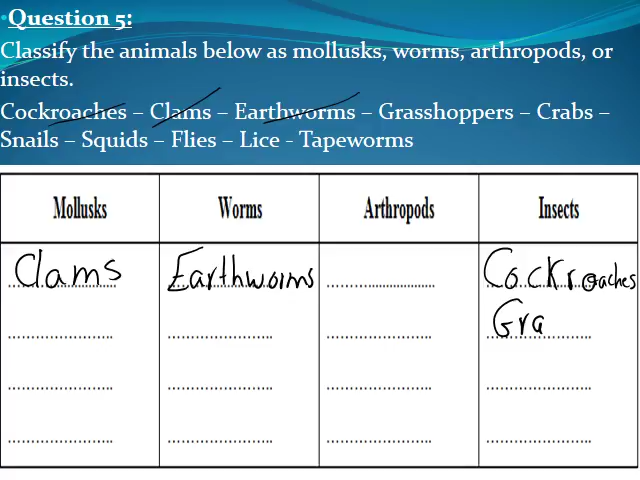 •Question 5:
Classify the animals below as mollusks, worms, arthropods, or
insects.
Cockroaches – Clams – Earthworms – Grasshoppers – Crabs –
Snails – Squids – Flies – Lice - Tapeworms
Mollusks Worms Arthropods Insects
Clams Earthworms Cockroaches
Gra